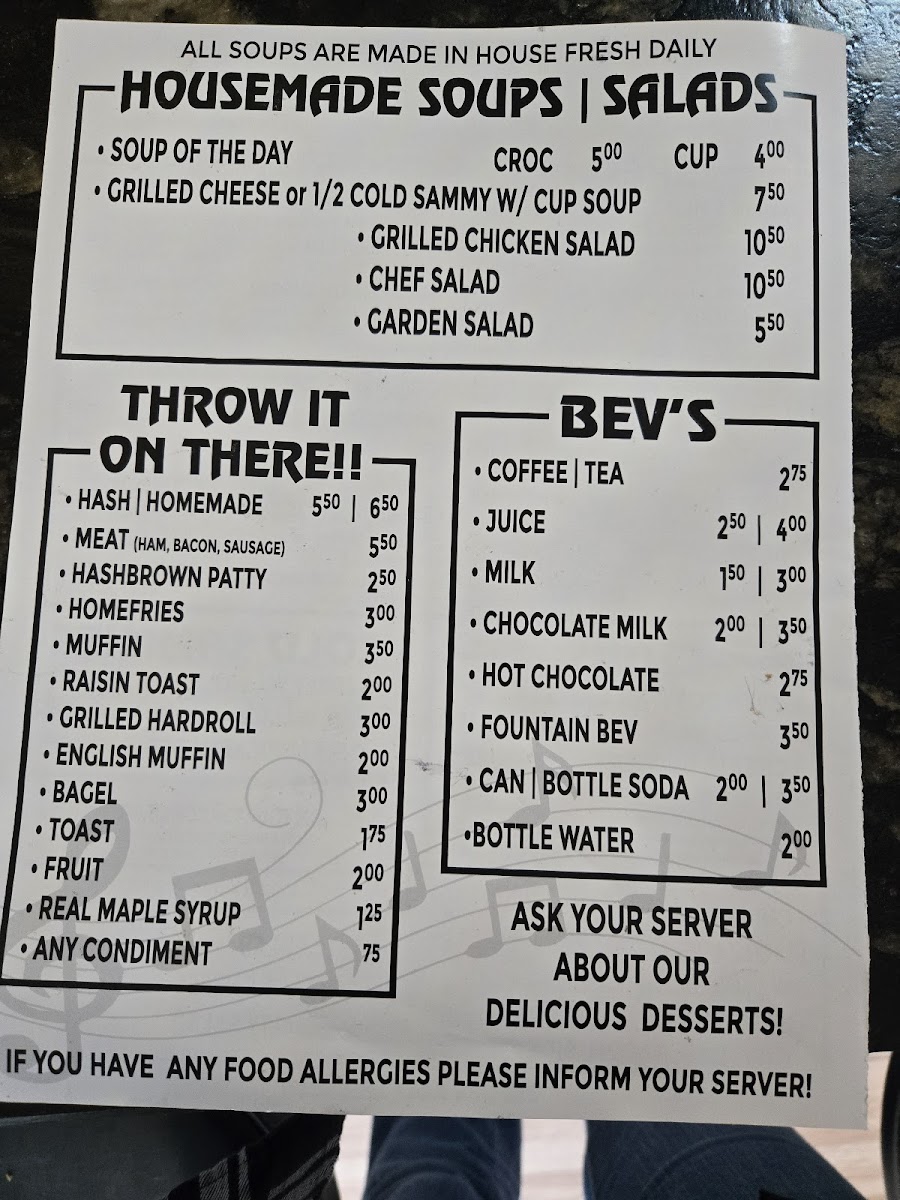 ALL SOUPS ARE MADE IN HOUSE FRESH DAILY
HOUSEMADE SOUPS | SALADS
• SOUP OF THE DAY CROC 5⁰⁰ CUP 4⁰⁰
• GRILLED CHEESE or 1/2 COLD SAMMY W/ CUP SOUP 7⁵⁰
• GRILLED CHICKEN SALAD 10⁵⁰
• CHEF SALAD 10⁵⁰
• GARDEN SALAD 5⁵⁰
THROW IT
ON THERE!!
• HASH | HOMEMADE 5⁵⁰ | 6⁵⁰
• MEAT (HAM, BACON, SAUSAGE) 5⁵⁰
• HASHBROWN PATTY 2⁵⁰
• HOMEFRIES 3⁰⁰
• MUFFIN 3⁵⁰
• RAISIN TOAST 2⁰⁰
• GRILLED HARDROLL 3⁰⁰
• ENGLISH MUFFIN 2⁰⁰
• BAGEL 3⁰⁰
• TOAST 1⁷⁵
• FRUIT 2⁰⁰
• REAL MAPLE SYRUP 1²⁵
• ANY CONDIMENT ⁷⁵
BEV'S
• COFFEE | TEA 2⁷⁵
• JUICE 2⁵⁰ | 4⁰⁰
• MILK 1⁵⁰ | 3⁰⁰
• CHOCOLATE MILK 2⁰⁰ | 3⁵⁰
• HOT CHOCOLATE 2⁷⁵
• FOUNTAIN BEV 3⁵⁰
• CAN | BOTTLE SODA 2⁰⁰ | 3⁵⁰
•BOTTLE WATER 2⁰⁰
ASK YOUR SERVER
ABOUT OUR
DELICIOUS DESSERTS!
IF YOU HAVE ANY FOOD ALLERGIES PLEASE INFORM YOUR SERVER!